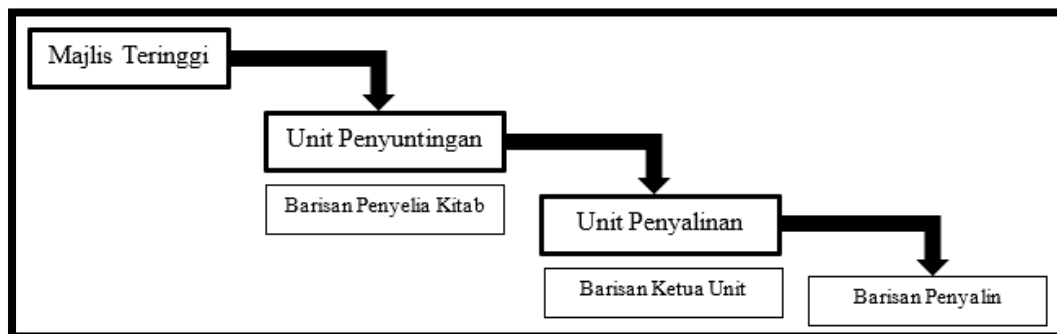 Majlis Teringgi
Unit Penyuntingan
Barisan Penyelia Kitab
Unit Penyalinan
Barisan Ketua Unit
Barisan Penyalin